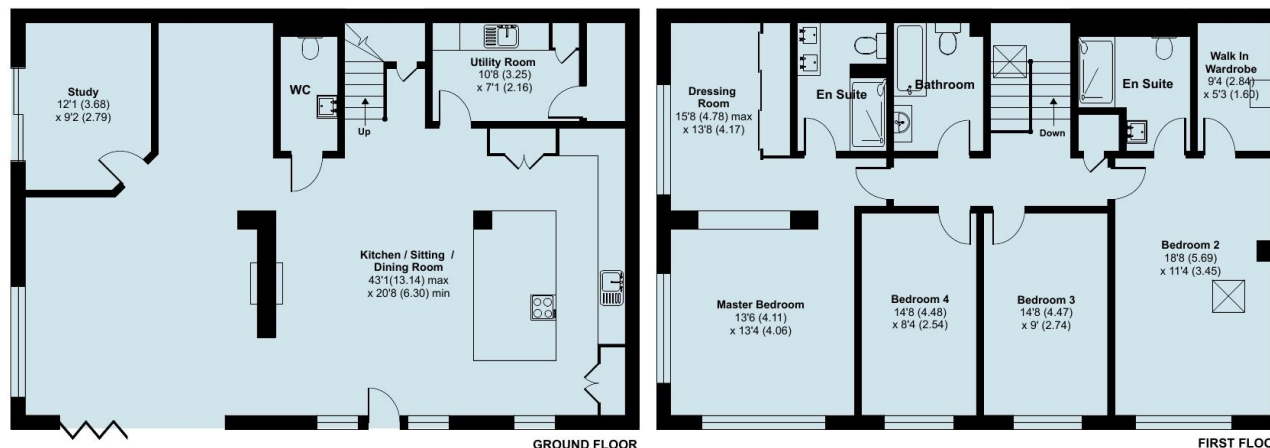 Study
12'1 (3.68)
x 9'2 (2.79)
WC
Up
Utility Room
10'8 (3.25)
x 7'1 (2.16)
Kitchen / Sitting /
Dining Room
43'1(13.14) max
x 20'8 (6.30) min
GROUND FLOOR
Dressing
Room
15'8 (4.78) max
x 13'8 (4.17)
En Suite
Bathroom
Down
En Suite
Walk In
Wardrobe
9'4 (2.84)
x 5'3 (1.60)
Master Bedroom
13'6 (4.11)
x 13'4 (4.06)
Bedroom 4
14'8 (4.48)
x 8'4 (2.54)
Bedroom 3
14'8 (4.47)
x 9' (2.74)
Bedroom 2
18'8 (5.69)
x 11'4 (3.45)
FIRST FLOO